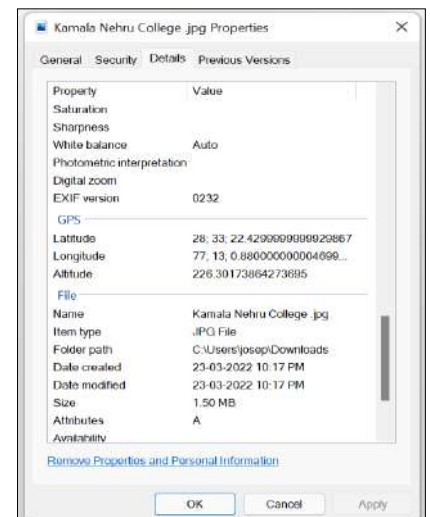 Kamala Nehru College .jpg Properties
General Security Details Previous Versions
Property Value
Saturation
Sharpness
White balance Auto
Photometric interpretation
Digital zoom
EXIF version 0232
GPS
Latitude 28; 33; 22.4299999999929867
Longitude 77; 13; 0.880000000004699...
Altitude 226.30173864273695
File
Name Kamala Nehru College .jpg
Item type JPG File
Folder path C:\Users\josep\Downloads
Date created 23-03-2022 10:17 PM
Date modified 23-03-2022 10:17 PM
Size 1.50 MB
Attributes A
Availability
Remove Properties and Personal Information
OK Cancel Apply